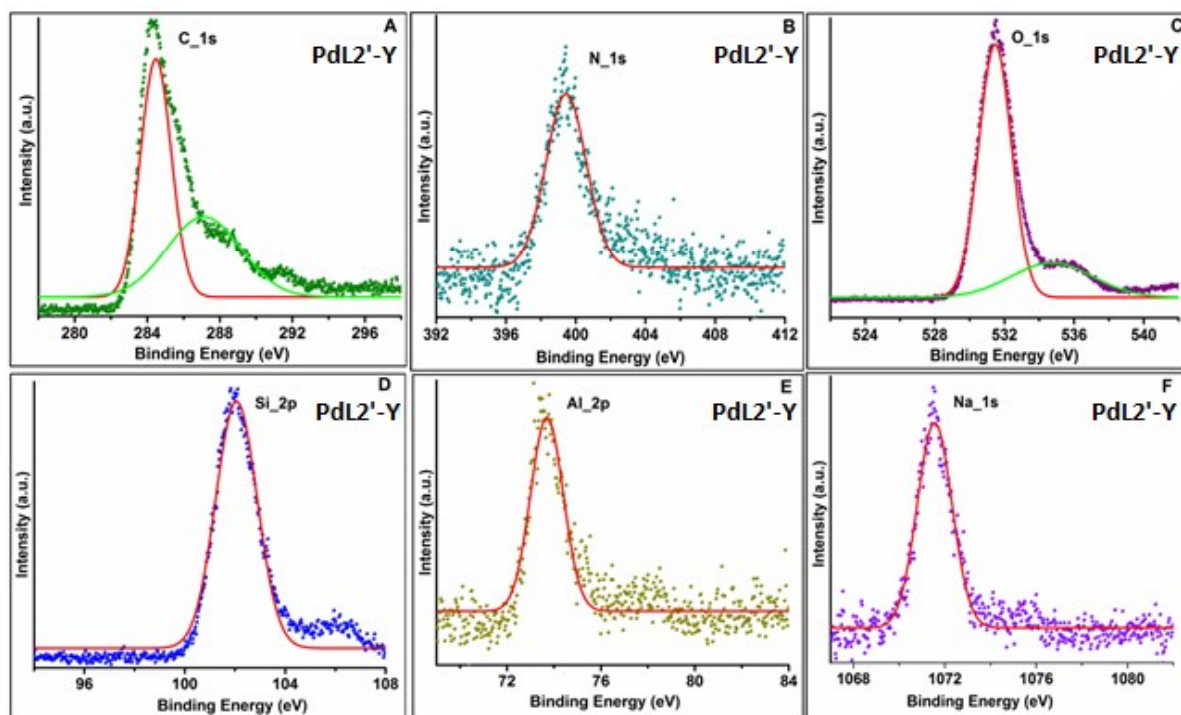 A
C_1s
PdL2'-Y
Intensity (a.u.)
280 284 288 292 296
Binding Energy (eV)
B
N_1s
PdL2'-Y
Intensity (a.u.)
392 396 400 404 408 412
Binding Energy (eV)
C
O_1s
PdL2'-Y
Intensity (a.u.)
524 528 532 536 540
Binding Energy (eV)
D
Si_2p
PdL2'-Y
Intensity (a.u.)
96 100 104 108
Binding Energy (eV)
E
Al_2p
PdL2'-Y
Intensity (a.u.)
72 76 80 84
Binding Energy (eV)
F
Na_1s
PdL2'-Y
Intensity (a.u.)
1068 1072 1076 1080
Binding Energy (eV)